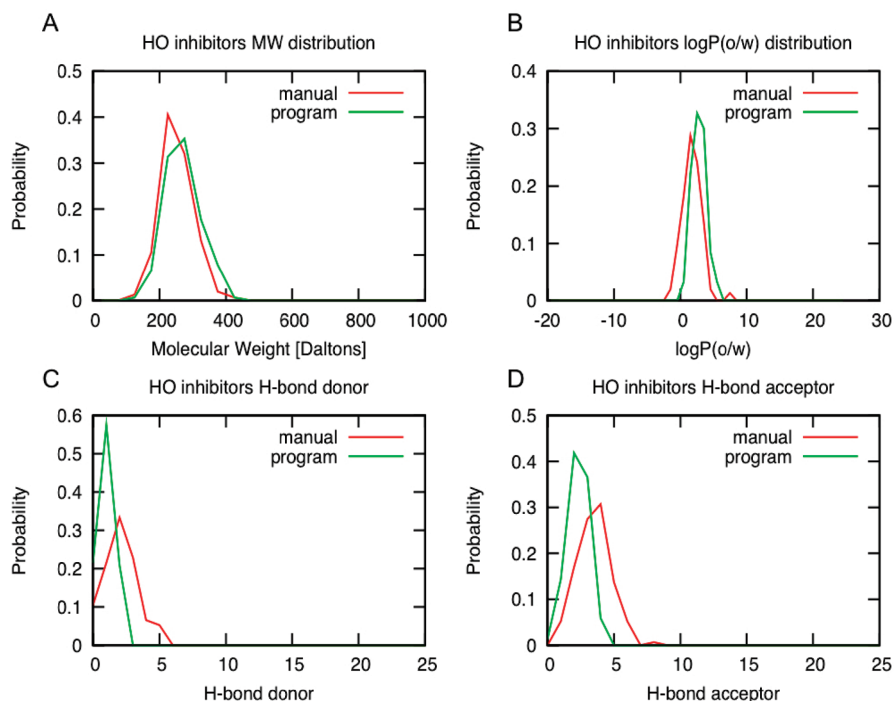 A
HO inhibitors MW distribution
0.5
0.4
0.3
0.2
0.1
0
manual
program
Probability
0 200 400 600 800 1000
Molecular Weight [Daltons]
B
HO inhibitors logP(o/w) distribution
0.4
0.3
0.2
0.1
0
manual
program
Probability
-20 -10 0 10 20 30
logP(o/w)
C
HO inhibitors H-bond donor
0.6
0.5
0.4
0.3
0.2
0.1
0
manual
program
Probability
0 5 10 15 20 25
H-bond donor
D
HO inhibitors H-bond acceptor
0.5
0.4
0.3
0.2
0.1
0
manual
program
Probability
0 5 10 15 20 25
H-bond acceptor